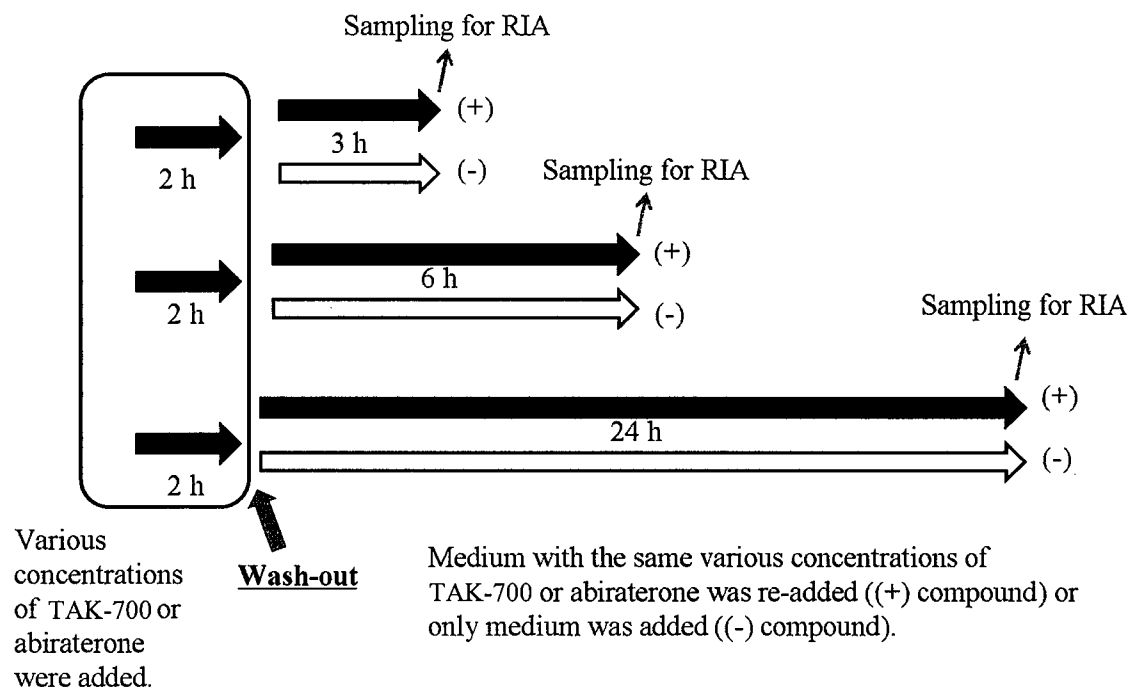 Sampling for RIA
(+)
3 h
2 h
(-)
Sampling for RIA
(+)
6 h
2 h
(-)
Sampling for RIA
(+)
24 h
(-)
2 h
Various
concentrations
of TAK-700 or
abiraterone
were added.
Wash-out
Medium with the same various concentrations of
TAK-700 or abiraterone was re-added ((+) compound) or
only medium was added ((-) compound).